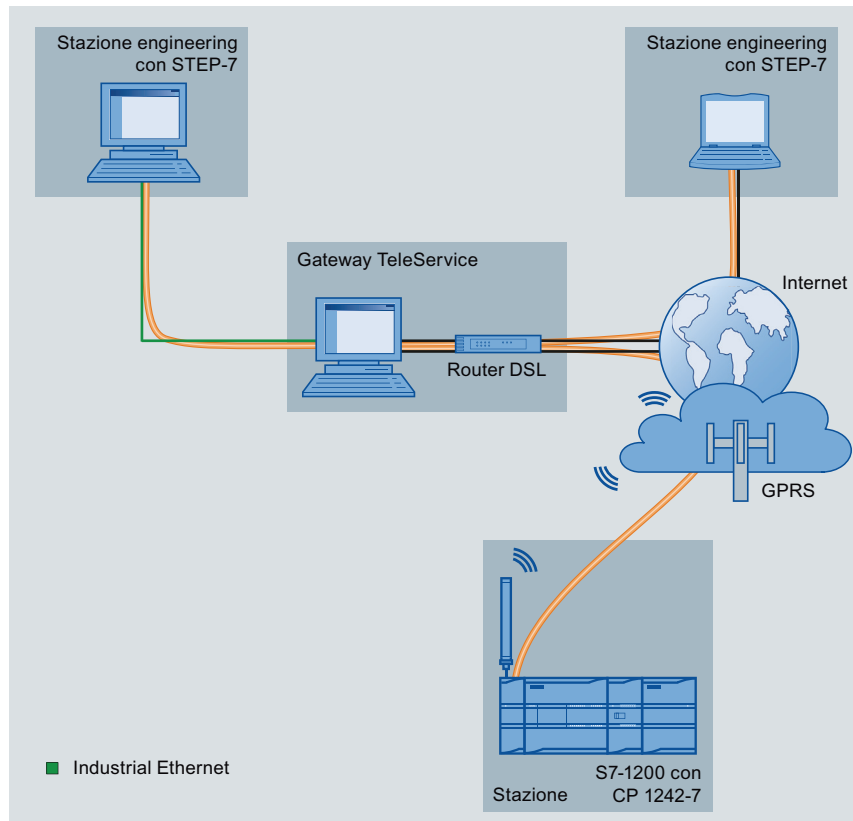 Stazione engineering
con STEP-7
Stazione engineering
con STEP-7
Gateway TeleService
Internet
Router DSL
GPRS
Industrial Ethernet
S7-1200 con
CP 1242-7
Stazione